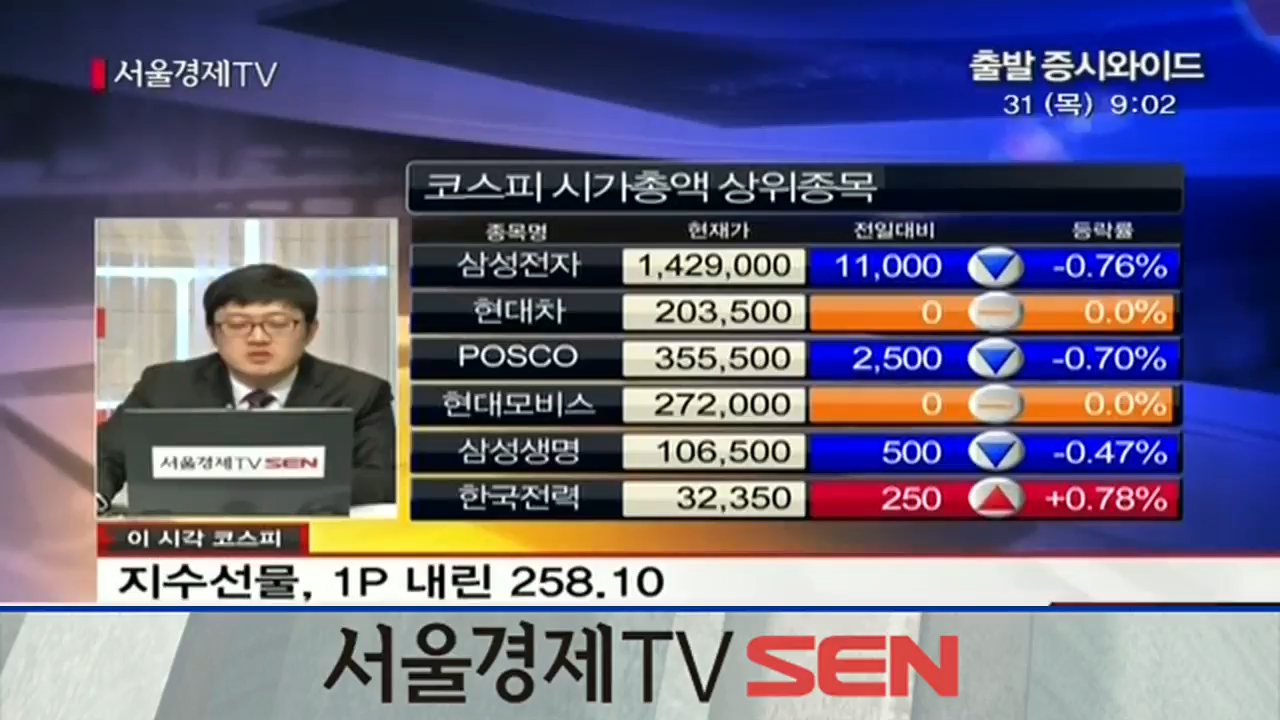 서울경제TV
출발 증시와이드
31 (목) 9:02
코스피 시가총액 상위종목
종목명 현재가 전일대비 등락률
삼성전자 1,429,000 11,000 ▼ -0.76%
현대차 203,500 0 - 0.0%
POSCO 355,500 2,500 ▼ -0.70%
현대모비스 272,000 0 - 0.0%
삼성생명 106,500 500 ▼ -0.47%
한국전력 32,350 250 ▲ +0.78%
서울경제TV SEN
이 시각 코스피
지수선물, 1P 내린 258.10
서울경제TV SEN